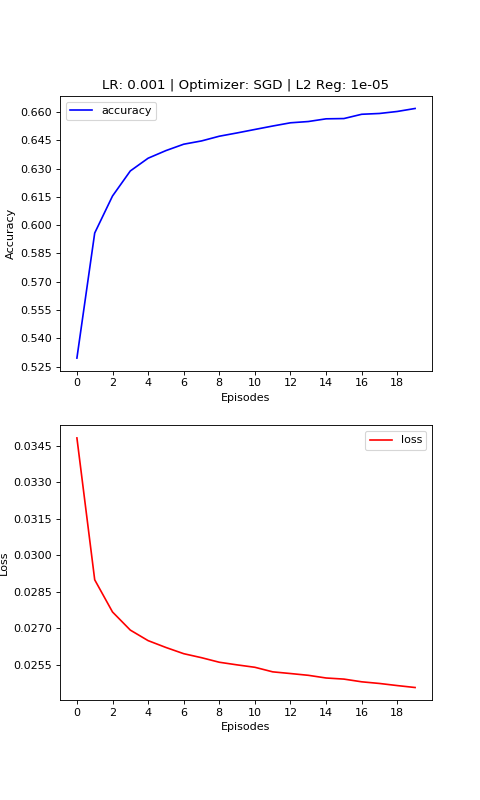 LR: 0.001 | Optimizer: SGD | L2 Reg: 1e-05
accuracy
0.660
0.645
0.630
0.615
0.600
0.585
0.570
0.555
0.540
0.525
Accuracy
0 2 4 6 8 10 12 14 16 18
Episodes
loss
0.0345
0.0330
0.0315
0.0300
0.0285
0.0270
0.0255
Loss
0 2 4 6 8 10 12 14 16 18
Episodes